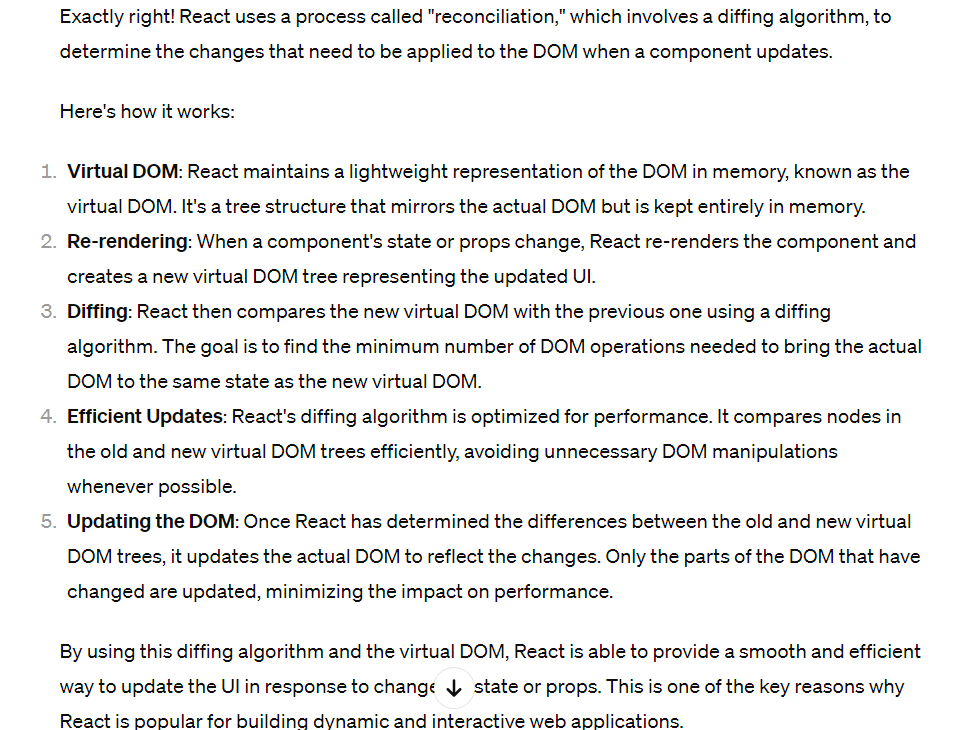 Exactly right! React uses a process called "reconciliation," which involves a diffing algorithm, to
determine the changes that need to be applied to the DOM when a component updates.
Here's how it works:
1. Virtual DOM: React maintains a lightweight representation of the DOM in memory, known as the
virtual DOM. It's a tree structure that mirrors the actual DOM but is kept entirely in memory.
2. Re-rendering: When a component's state or props change, React re-renders the component and
creates a new virtual DOM tree representing the updated UI.
3. Diffing: React then compares the new virtual DOM with the previous one using a diffing
algorithm. The goal is to find the minimum number of DOM operations needed to bring the actual
DOM to the same state as the new virtual DOM.
4. Efficient Updates: React's diffing algorithm is optimized for performance. It compares nodes in
the old and new virtual DOM trees efficiently, avoiding unnecessary DOM manipulations
whenever possible.
5. Updating the DOM: Once React has determined the differences between the old and new virtual
DOM trees, it updates the actual DOM to reflect the changes. Only the parts of the DOM that have
changed are updated, minimizing the impact on performance.
By using this diffing algorithm and the virtual DOM, React is able to provide a smooth and efficient
way to update the UI in response to change state or props. This is one of the key reasons why
React is popular for building dynamic and interactive web applications.